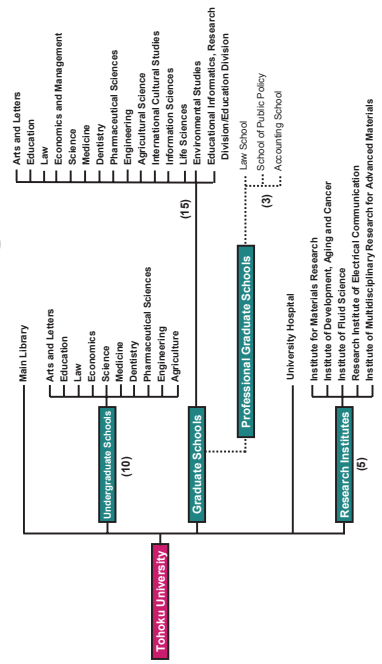 Tohoku University
Main Library
Undergraduate Schools
(10)
Arts and Letters
Education
Law
Economics
Science
Medicine
Dentistry
Pharmaceutical Sciences
Engineering
Agriculture
Graduate Schools
(15)
Arts and Letters
Education
Law
Economics and Management
Science
Medicine
Dentistry
Pharmaceutical Sciences
Engineering
Agricultural Science
International Cultural Studies
Information Sciences
Life Sciences
Environmental Studies
Educational Informatics, Research
Division/Education Division
Professional Graduate Schools
(3)
Law School
School of Public Policy
Accounting School
University Hospital
Research Institutes
(5)
Institute for Materials Research
Institute of Development, Aging and Cancer
Institute of Fluid Science
Research Institute of Electrical Communication
Institute of Multidisciplinary Research for Advanced Materials